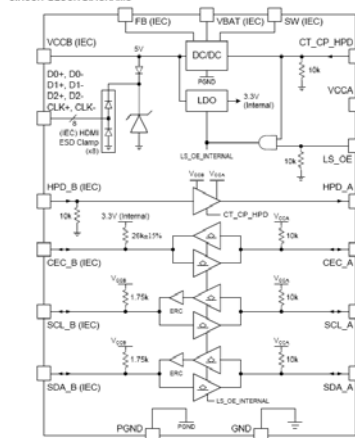 FB (IEC) VBAT (IEC) SW (IEC)
VCCB (IEC) 5V DC/DC CT_CP_HPD
PGND 10k
D0+, D0-
D1+, D1-
D2+, D2-
CLK+, CLK-
8
(IEC) HDMI
ESD Clamp
(x8)
LDO 3.3V
(Internal)
VCCA
LS_OE_INTERNAL 10k LS_OE
HPD_B (IEC) VCCB VCCA HPD_A
10k CT_CP_HPD
3.3V (Internal) VCCA
26k±15% 10k
CEC_B (IEC) CEC_A
VCCB VCCA
1.75k 10k
ERC
SCL_B (IEC) SCL_A
VCCB VCCA
1.75k 10k
ERC
SDA_B (IEC) LS_OE_INTERNAL SDA_A
PGND PGND GND